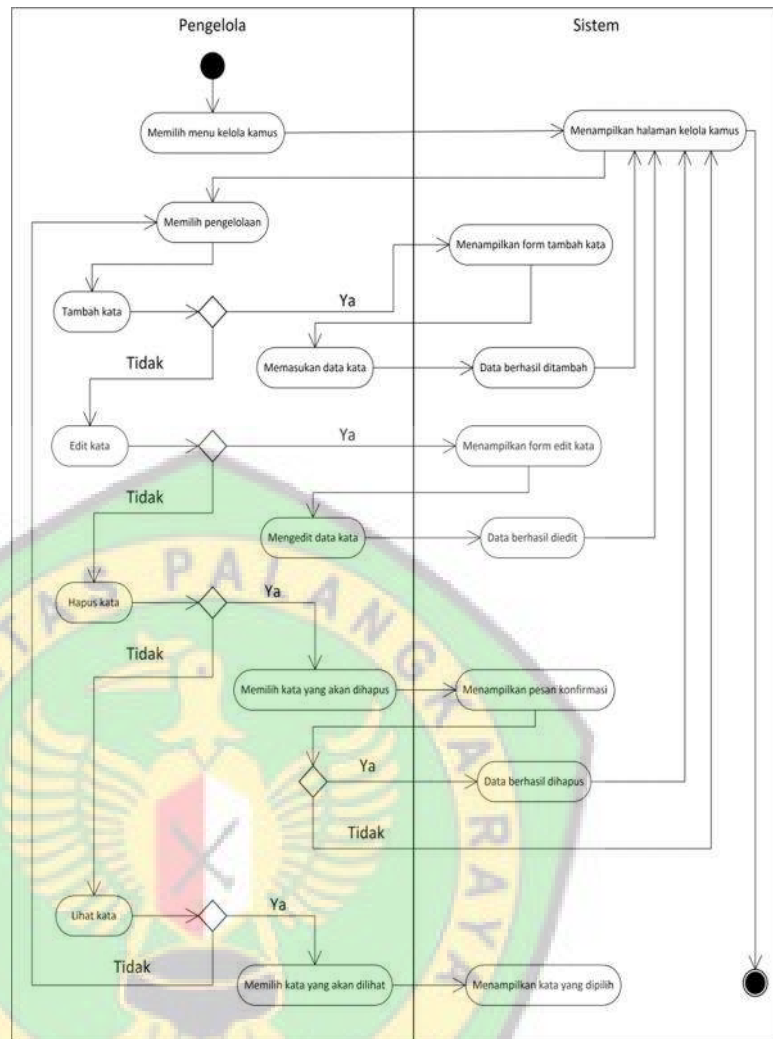 Pengelola
Sistem
Memilih menu kelola kamus
Menampilkan halaman kelola kamus
Memilih pengelolaan
Menampilkan form tambah kata
Tambah kata
Ya
Tidak
Memasukan data kata
Data berhasil ditambah
Edit kata
Ya
Menampilkan form edit kata
Tidak
Mengedit data kata
Data berhasil diedit
Hapus kata
Ya
Tidak
Memilih kata yang akan dihapus
Menampilkan pesan konfirmasi
Ya
Data berhasil dihapus
Tidak
Lihat kata
Ya
Tidak
Memilih kata yang akan dilihat
Menampilkan kata yang dipilih
TAS PALANGKA RAYA